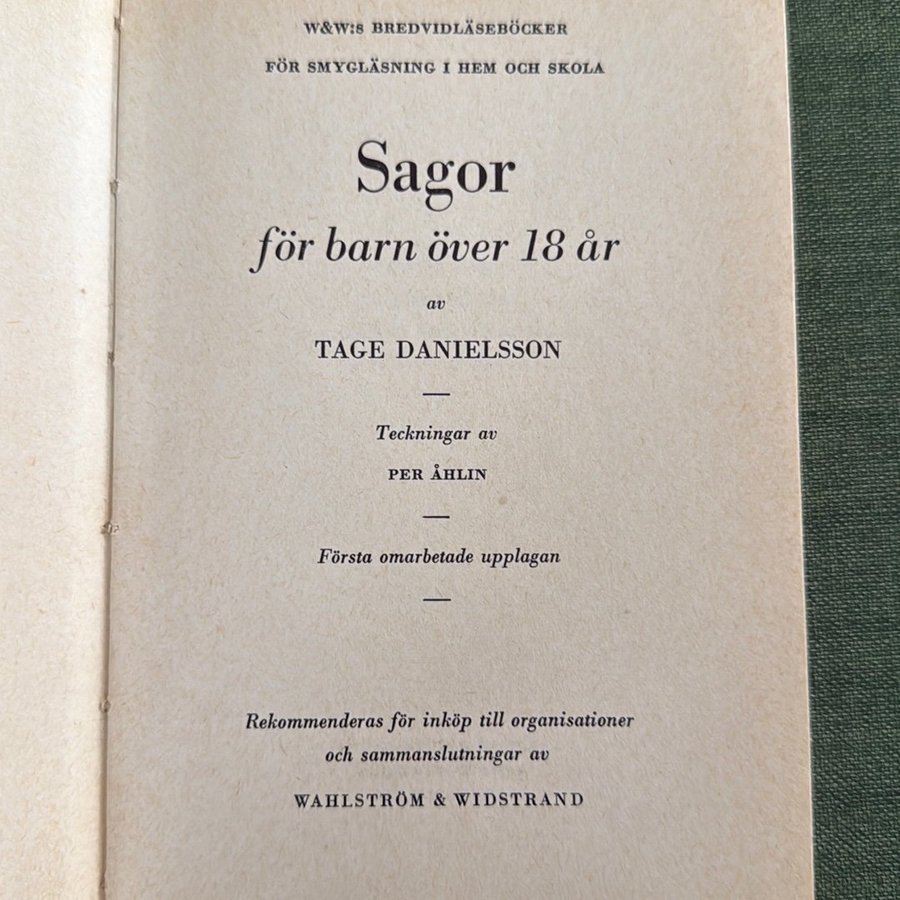 W&W:S BREDVIDLÄSEBÖCKER
FÖR SMYGLÄSNING I HEM OCH SKOLA
Sagor
för barn över 18 år
av
TAGE DANIELSSON
Teckningar av
PER ÅHLIN
Första omarbetade upplagan
Rekommenderas för inköp till organisationer
och sammanslutningar av
WAHLSTRÖM & WIDSTRAND